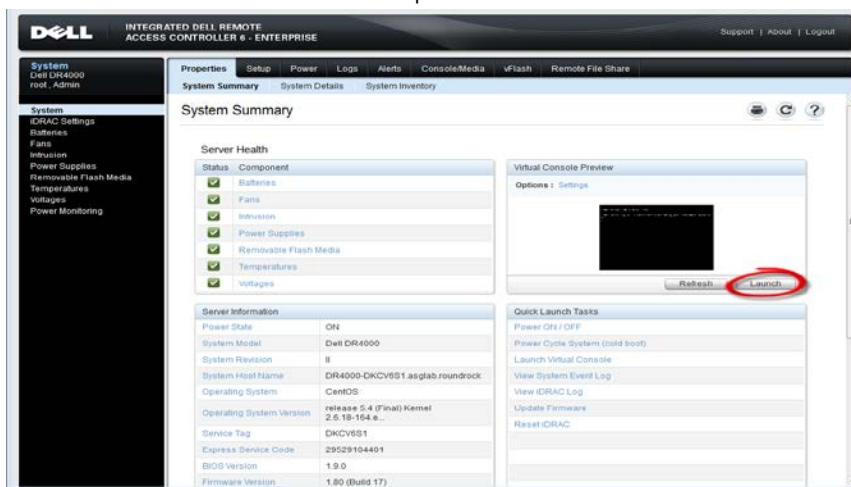 DELL
INTEGRATED DELL REMOTE
ACCESS CONTROLLER 6 - ENTERPRISE
Support | About | Logout
System
Dell DR4000
root , Admin
Properties Setup Power Logs Alerts Console/Media vFlash Remote File Share
System Summary System Details System Inventory
System
iDRAC Settings
Batteries
Fans
Intrusion
Power Supplies
Removable Flash Media
Temperatures
Voltages
Power Monitoring
System Summary
?
Server Health
Status Component
Batteries
Fans
Intrusion
Power Supplies
Removable Flash Media
Temperatures
Voltages
Virtual Console Preview
Options : Settings
Refresh Launch
Server Information
Power State ON
System Model Dell DR4000
System Revision II
System Host Name DR4000-DKCV6S1.asglab.roundrock
Operating System CentOS
Operating System Version release 5.4 (Final) Kernel
2.6.18-164.e...
Service Tag DKCV6S1
Express Service Code 29529104401
BIOS Version 1.9.0
Firmware Version 1.80 (Build 17)
Quick Launch Tasks
Power ON / OFF
Power Cycle System (cold boot)
Launch Virtual Console
View System Event Log
View iDRAC Log
Update Firmware
Reset iDRAC